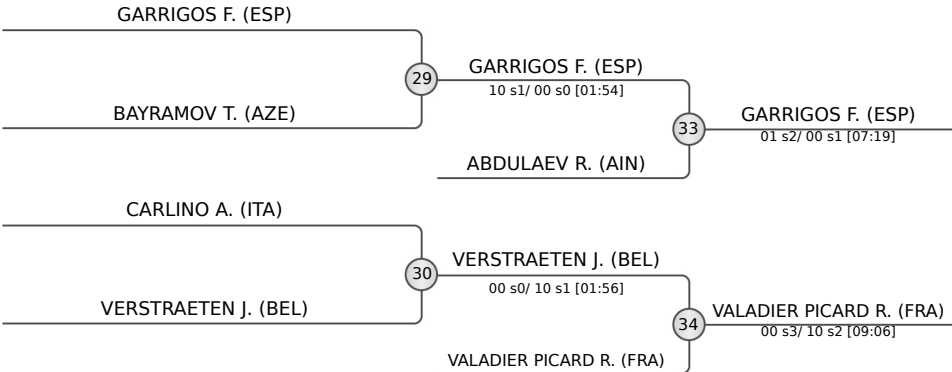 GARRIGOS F. (ESP)
29
BAYRAMOV T. (AZE)
GARRIGOS F. (ESP)
10 s1/ 00 s0 [01:54]
33
ABDULAEV R. (AIN)
GARRIGOS F. (ESP)
01 s2/ 00 s1 [07:19]
CARLINO A. (ITA)
30
VERSTRAETEN J. (BEL)
VERSTRAETEN J. (BEL)
00 s0/ 10 s1 [01:56]
34
VALADIER PICARD R. (FRA)
VALADIER PICARD R. (FRA)
00 s3/ 10 s2 [09:06]